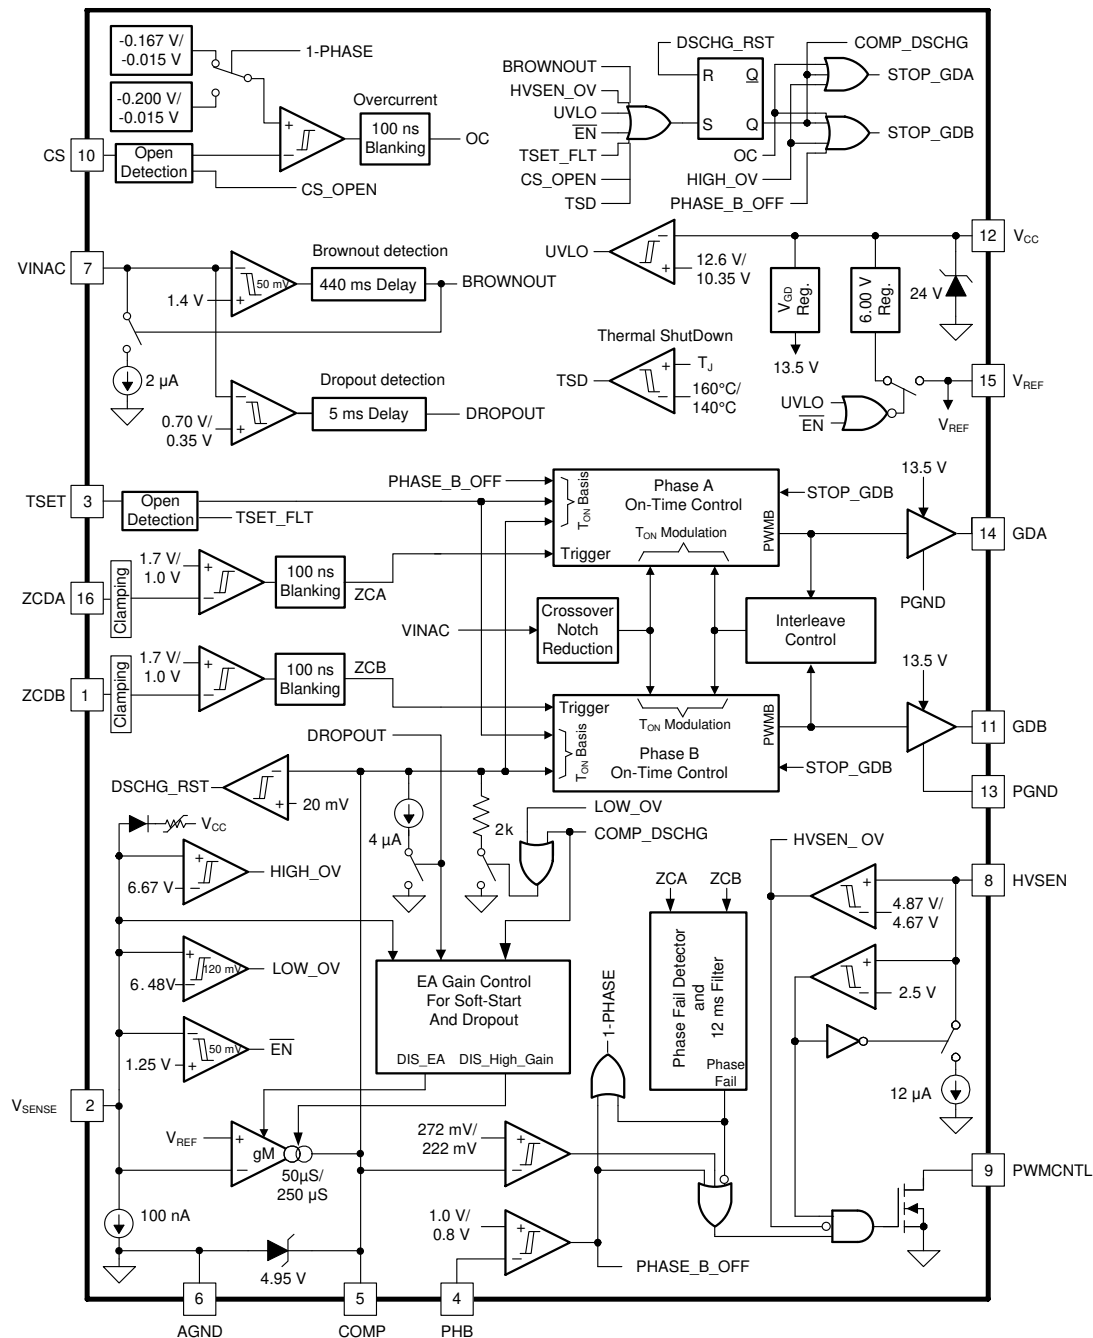 -0.167 V/
-0.015 V
1-PHASE
-0.200 V/
-0.015 V
Overcurrent
100 ns
Blanking
OC
CS
10
Open
Detection
CS_OPEN
DSCHG_RST
BROWNOUT
HVSEN_OV
UVLO
EN
TSET_FLT
CS_OPEN
TSD
R
Q
S
Q
COMP_DSCHG
STOP_GDA
STOP_GDB
OC
HIGH_OV
PHASE_B_OFF
VINAC
7
Brownout detection
50 mV
440 ms Delay
BROWNOUT
1.4 V
2 µA
Dropout detection
5 ms Delay
DROPOUT
0.70 V/
0.35 V
UVLO
12.6 V/
10.35 V
12
VCC
VGD
Reg.
6.00 V
Reg.
24 V
13.5 V
Thermal ShutDown
TSD
TJ
160°C/
140°C
UVLO
EN
15
VREF
VREF
TSET
3
Open
Detection
TSET_FLT
PHASE_B_OFF
TON Basis
Phase A
On-Time Control
TON Modulation
Trigger
PWMB
STOP_GDB
13.5 V
14
GDA
PGND
ZCDA
16
Clamping
1.7 V/
1.0 V
100 ns
Blanking
ZCA
VINAC
Crossover
Notch
Reduction
Interleave
Control
ZCDB
1
Clamping
1.7 V/
1.0 V
100 ns
Blanking
ZCB
Trigger
TON Modulation
TON Basis
Phase B
On-Time Control
PWMB
STOP_GDB
13.5 V
11
GDB
13
PGND
DROPOUT
DSCHG_RST
20 mV
VCC
4 µA
2k
LOW_OV
COMP_DSCHG
6.67 V
HIGH_OV
6.48V
120 mV
LOW_OV
1.25 V
50 mV
EN
EA Gain Control
For Soft-Start
And Dropout
DIS_EA
DIS_High_Gain
ZCA
ZCB
Phase Fail Detector
and
12 ms Filter
Phase
Fail
1-PHASE
HVSEN_OV
8
HVSEN
4.87 V/
4.67 V
2.5 V
12 µA
VSENSE
2
VREF
gM
50µS/
250 µS
272 mV/
222 mV
9
PWMCNTL
100 nA
1.0 V/
0.8 V
PHASE_B_OFF
4.95 V
6
AGND
5
COMP
4
PHB